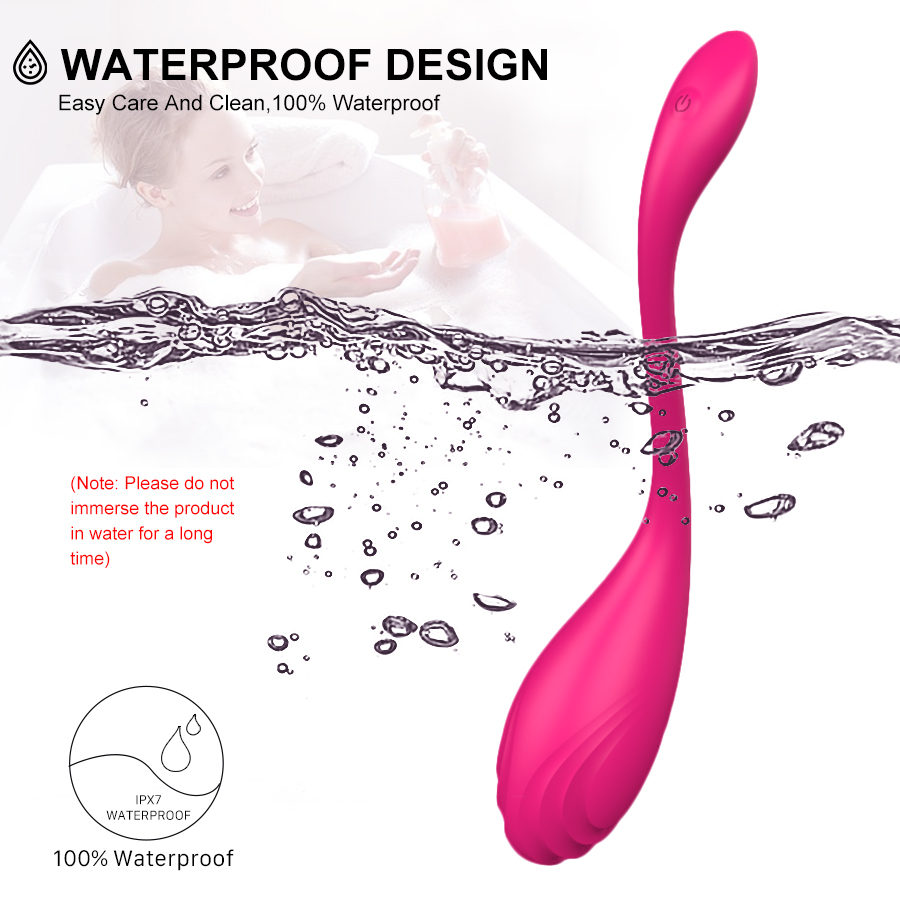 WATERPROOF DESIGN
Easy Care And Clean,100% Waterproof
(Note: Please do not
immerse the product
in water for a long
time)
IPX7
WATERPROOF
100% Waterproof